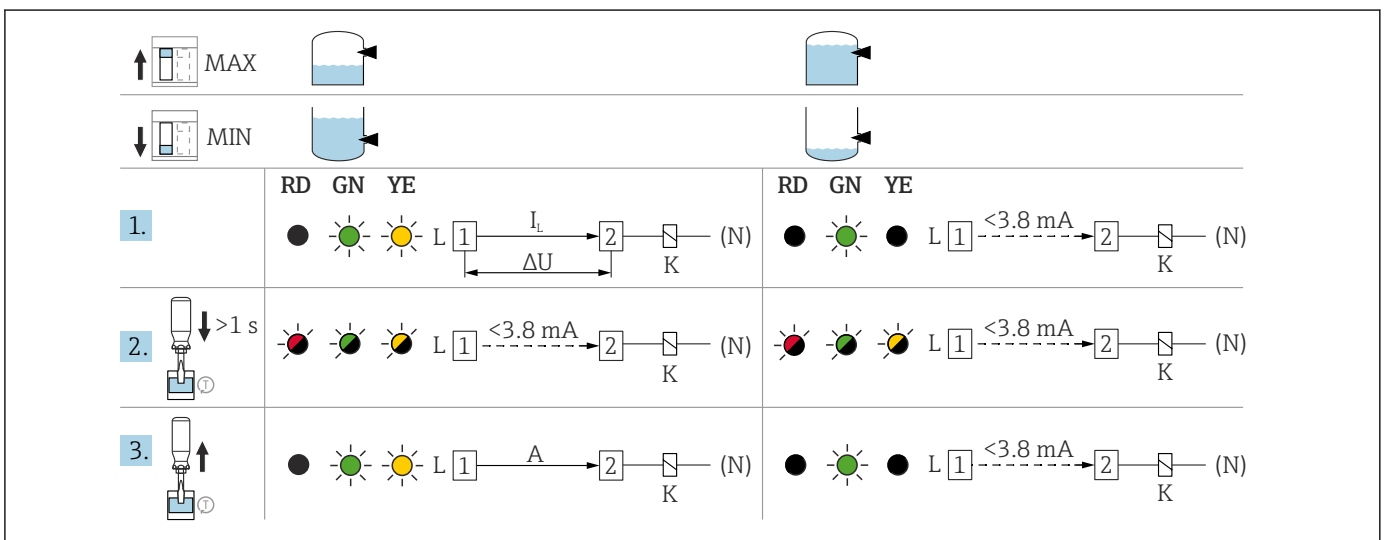 MAX
MIN
RD GN YE RD GN YE
1. L 1 I_L 2 (N) L 1 <3.8 mA 2 (N)
ΔU K K
2. >1 s L 1 <3.8 mA 2 (N) L 1 <3.8 mA 2 (N)
T K K
3. L 1 A 2 (N) L 1 <3.8 mA 2 (N)
T K K